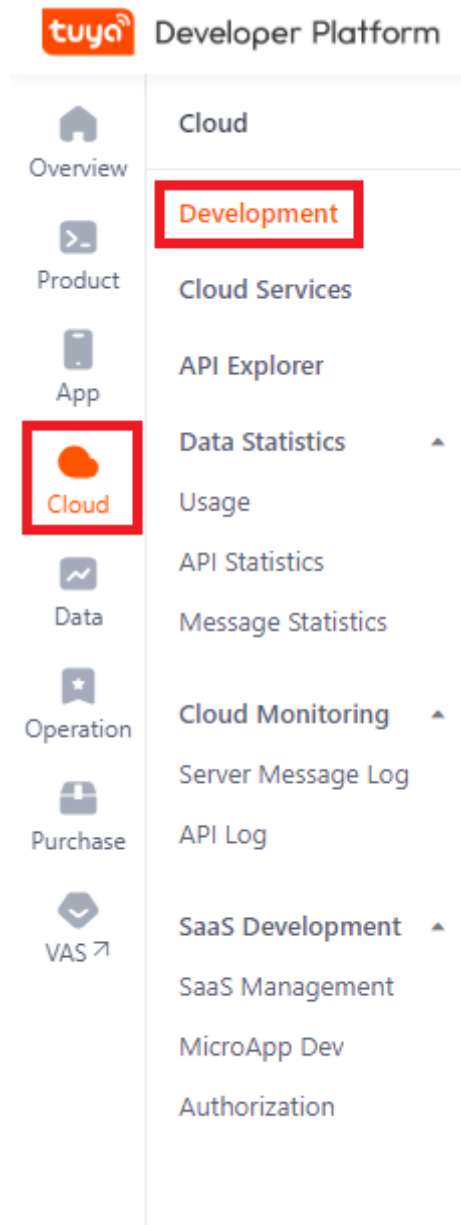 tuya Developer Platform
Overview
Product
App
Cloud
Data
Operation
Purchase
VAS
Cloud
Development
Cloud Services
API Explorer
Data Statistics
Usage
API Statistics
Message Statistics
Cloud Monitoring
Server Message Log
API Log
SaaS Development
SaaS Management
MicroApp Dev
Authorization